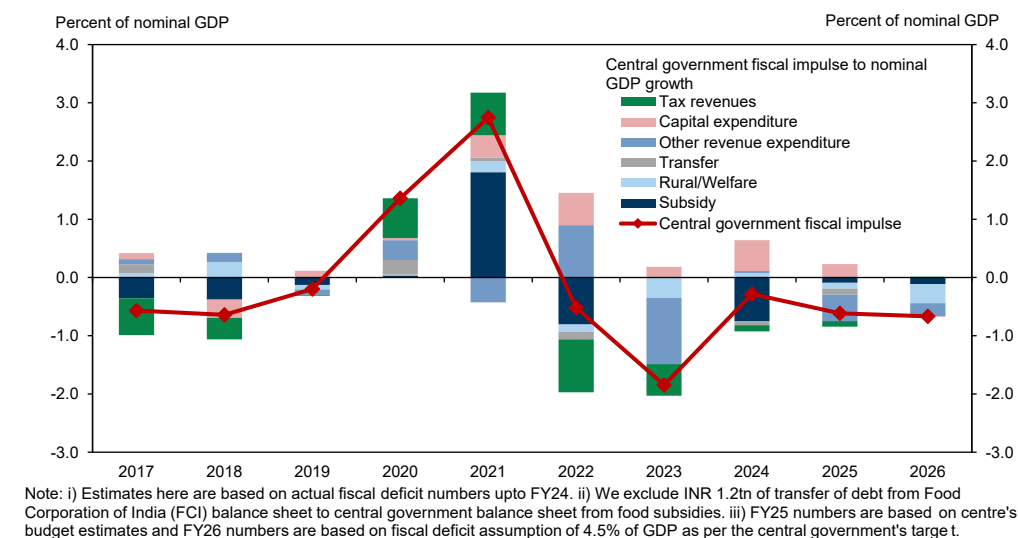 Percent of nominal GDP
Percent of nominal GDP
4.0
4.0
Central government fiscal impulse to nominal
GDP growth
Tax revenues
3.0
3.0
Capital expenditure
Other revenue expenditure
2.0
2.0
Transfer
Rural/Welfare
Subsidy
1.0
1.0
Central government fiscal impulse
0.0
0.0
-1.0
-1.0
-2.0
-2.0
-3.0
-3.0
2017 2018 2019 2020 2021 2022 2023 2024 2025 2026
Note: i) Estimates here are based on actual fiscal deficit numbers upto FY24. ii) We exclude INR 1.2tn of transfer of debt from Food
Corporation of India (FCI) balance sheet to central government balance sheet from food subsidies. iii) FY25 numbers are based on centre's
budget estimates and FY26 numbers are based on fiscal deficit assumption of 4.5% of GDP as per the central government's target.